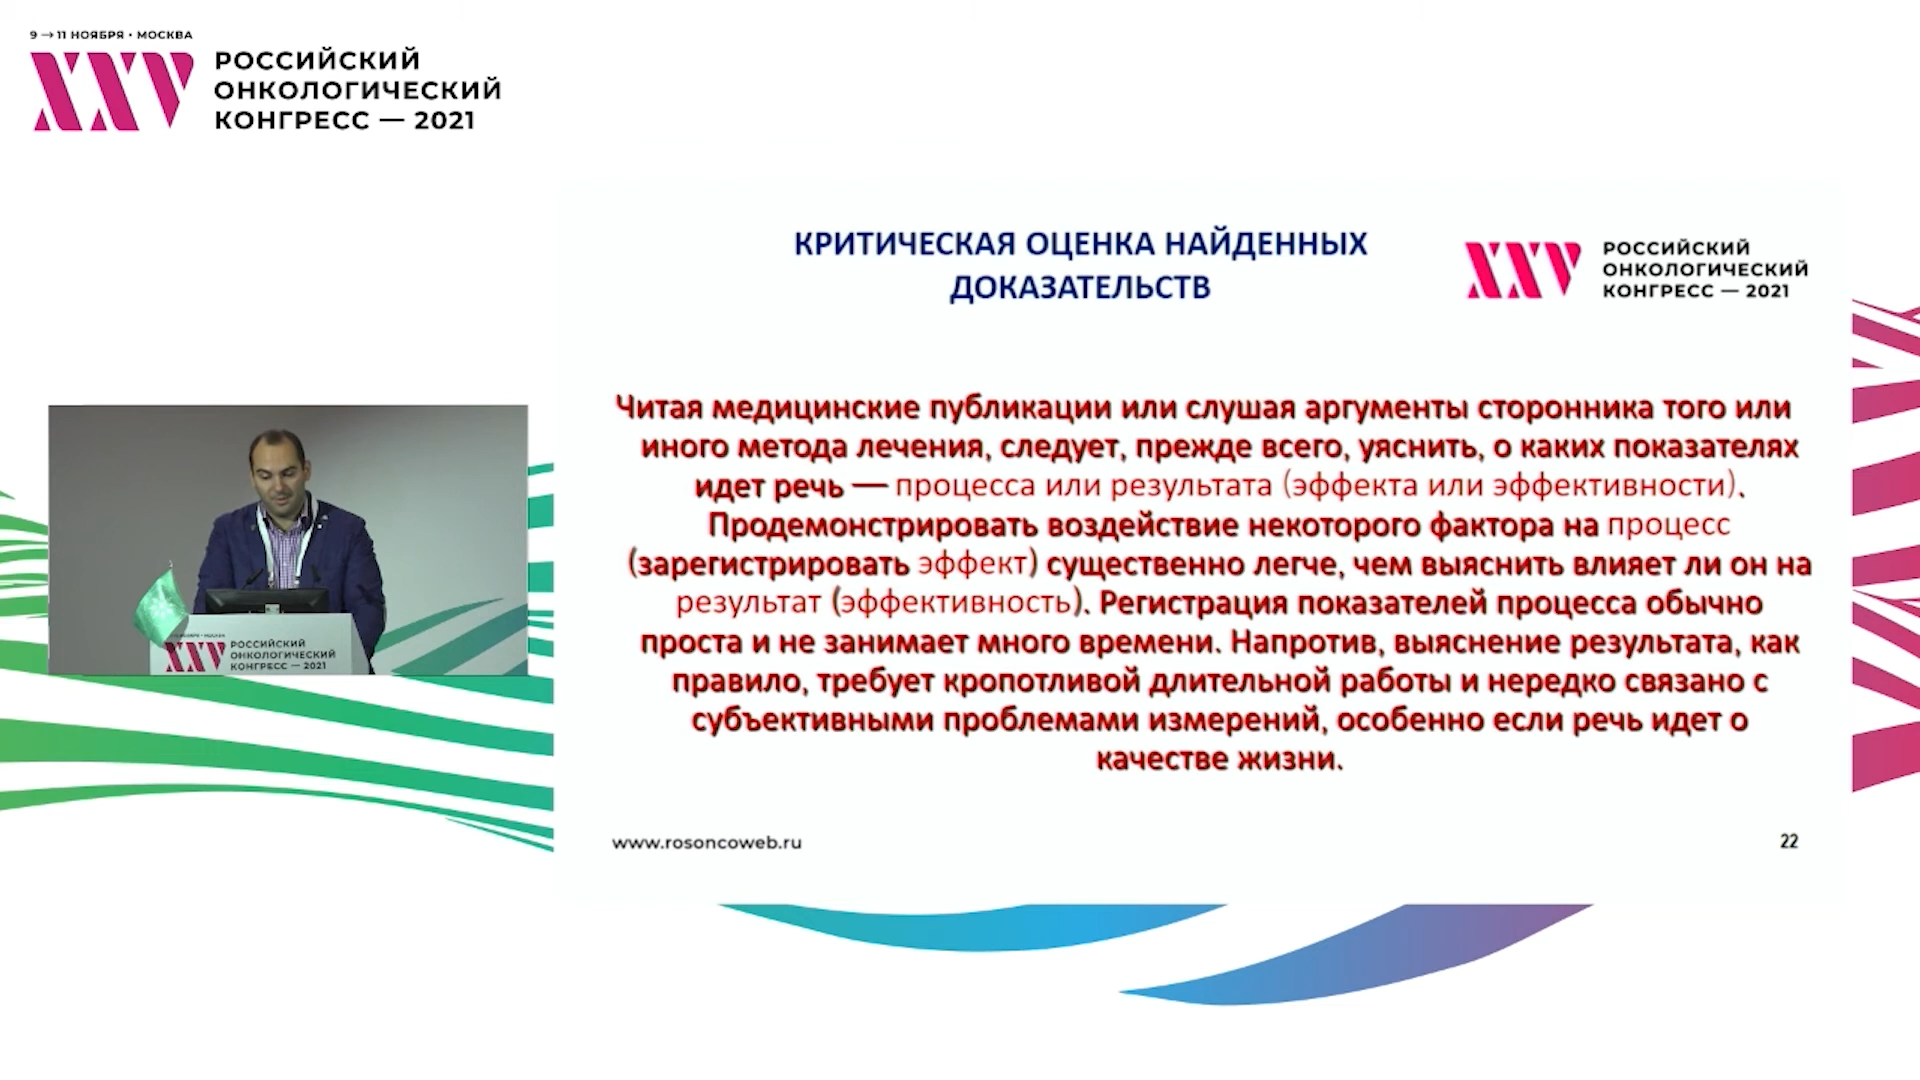 9 → 11 НОЯБРЯ • МОСКВА
XXV
РОССИЙСКИЙ
ОНКОЛОГИЧЕСКИЙ
КОНГРЕСС — 2021
КРИТИЧЕСКАЯ ОЦЕНКА НАЙДЕННЫХ
ДОКАЗАТЕЛЬСТВ
XXV
РОССИЙСКИЙ
ОНКОЛОГИЧЕСКИЙ
КОНГРЕСС — 2021
Читая медицинские публикации или слушая аргументы сторонника того или
иного метода лечения, следует, прежде всего, уяснить, о каких показателях
идет речь — процесса или результата (эффекта или эффективности).
Продемонстрировать воздействие некоторого фактора на процесс
(зарегистрировать эффект) существенно легче, чем выяснить влияет ли он на
результат (эффективность). Регистрация показателей процесса обычно
проста и не занимает много времени. Напротив, выяснение результата, как
правило, требует кропотливой длительной работы и нередко связано с
субъективными проблемами измерений, особенно если речь идет о
качестве жизни.
www.rosoncoweb.ru
22
XXV
РОССИЙСКИЙ
ОНКОЛОГИЧЕСКИЙ
КОНГРЕСС — 2021